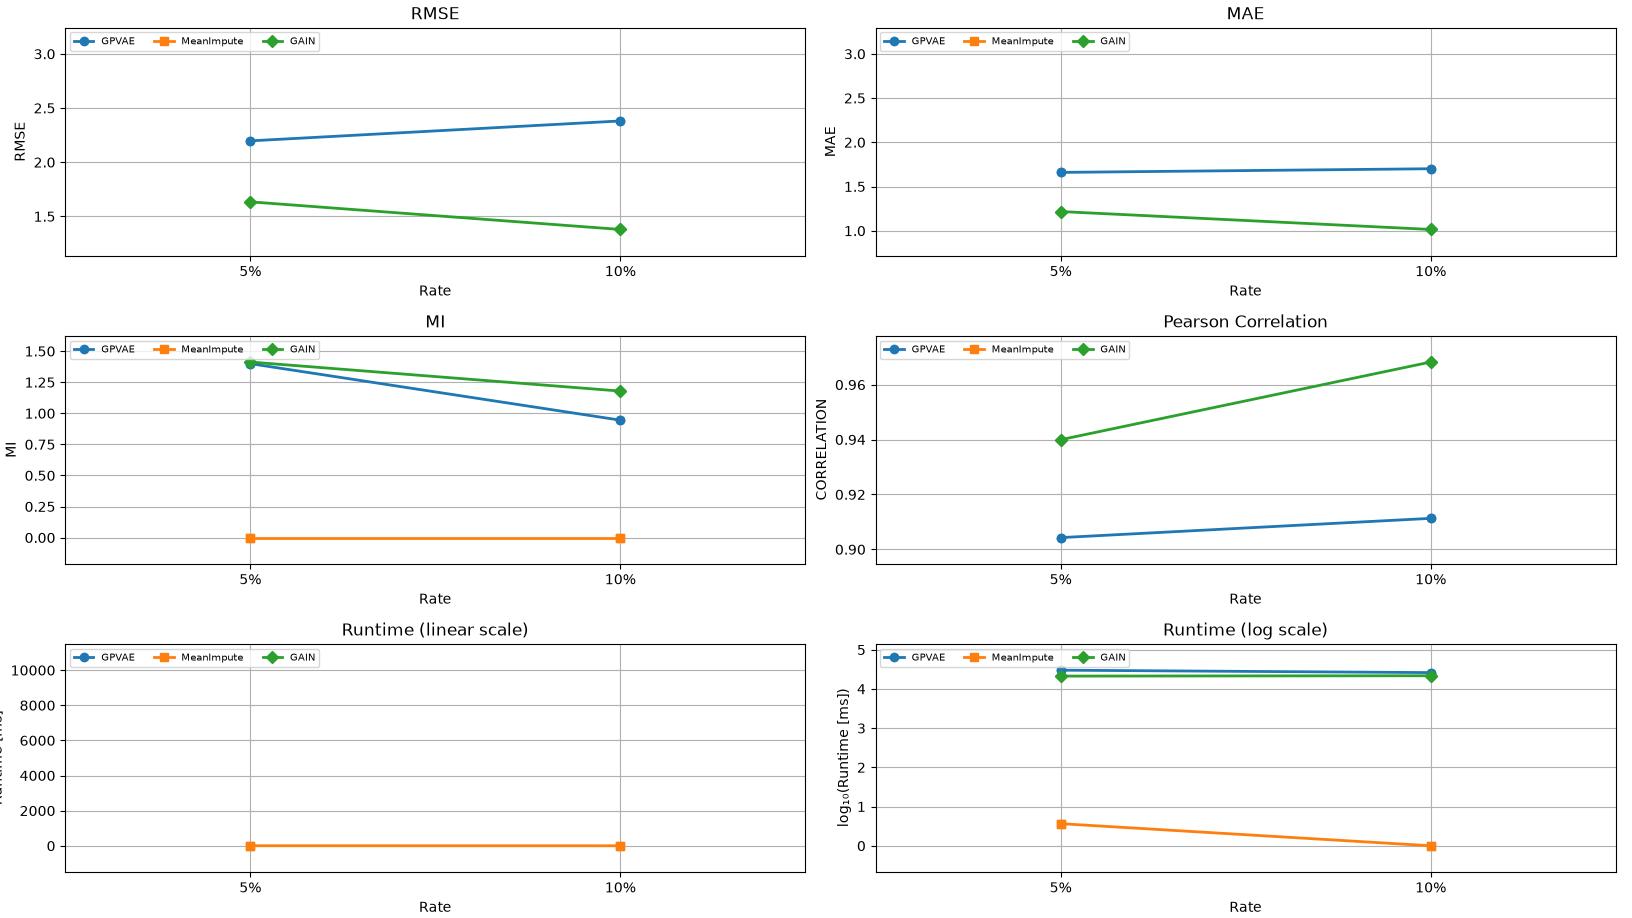 RMSE
GPVAE MeanImpute GAIN
3.0
2.5
2.0
1.5
RMSE
5% 10%
Rate
MAE
GPVAE MeanImpute GAIN
3.0
2.5
2.0
1.5
1.0
MAE
5% 10%
Rate
MI
GPVAE MeanImpute GAIN
1.50
1.25
1.00
0.75
0.50
0.25
0.00
MI
5% 10%
Rate
Pearson Correlation
GPVAE MeanImpute GAIN
0.96
0.94
0.92
0.90
CORRELATION
5% 10%
Rate
Runtime (linear scale)
GPVAE MeanImpute GAIN
10000
8000
6000
4000
2000
0
5% 10%
Rate
Runtime (log scale)
GPVAE MeanImpute GAIN
5
4
3
2
1
0
log₁₀(Runtime [ms])
5% 10%
Rate